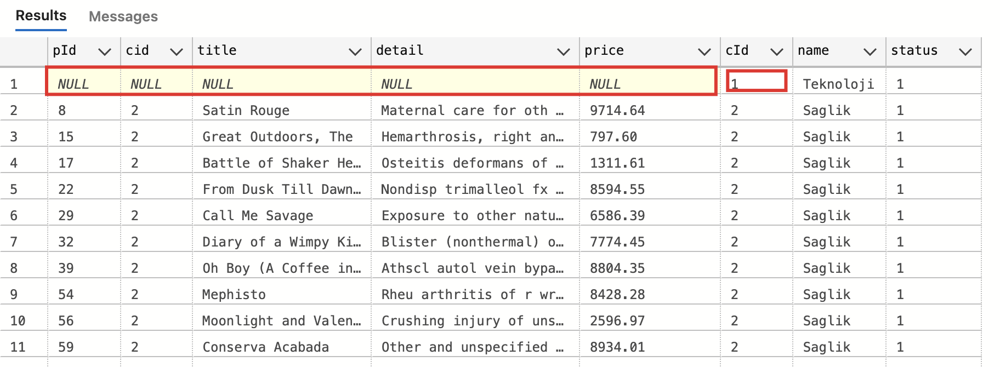 Results Messages
pId cid title detail price cId name status
1 NULL NULL NULL NULL NULL 1 Teknoloji 1
2 8 2 Satin Rouge Maternal care for oth … 9714.64 2 Saglik 1
3 15 2 Great Outdoors, The Hemarthrosis, right an… 797.60 2 Saglik 1
4 17 2 Battle of Shaker He… Osteitis deformans of … 1311.61 2 Saglik 1
5 22 2 From Dusk Till Dawn… Nondisp trimalleol fx … 8594.55 2 Saglik 1
6 29 2 Call Me Savage Exposure to other natu… 6586.39 2 Saglik 1
7 32 2 Diary of a Wimpy Ki… Blister (nonthermal) o… 7774.45 2 Saglik 1
8 39 2 Oh Boy (A Coffee in… Athscl autol vein bypa… 8804.35 2 Saglik 1
9 54 2 Mephisto Rheu arthritis of r wr… 8428.28 2 Saglik 1
10 56 2 Moonlight and Valen… Crushing injury of uns… 2596.97 2 Saglik 1
11 59 2 Conserva Acabada Other and unspecified … 8934.01 2 Saglik 1